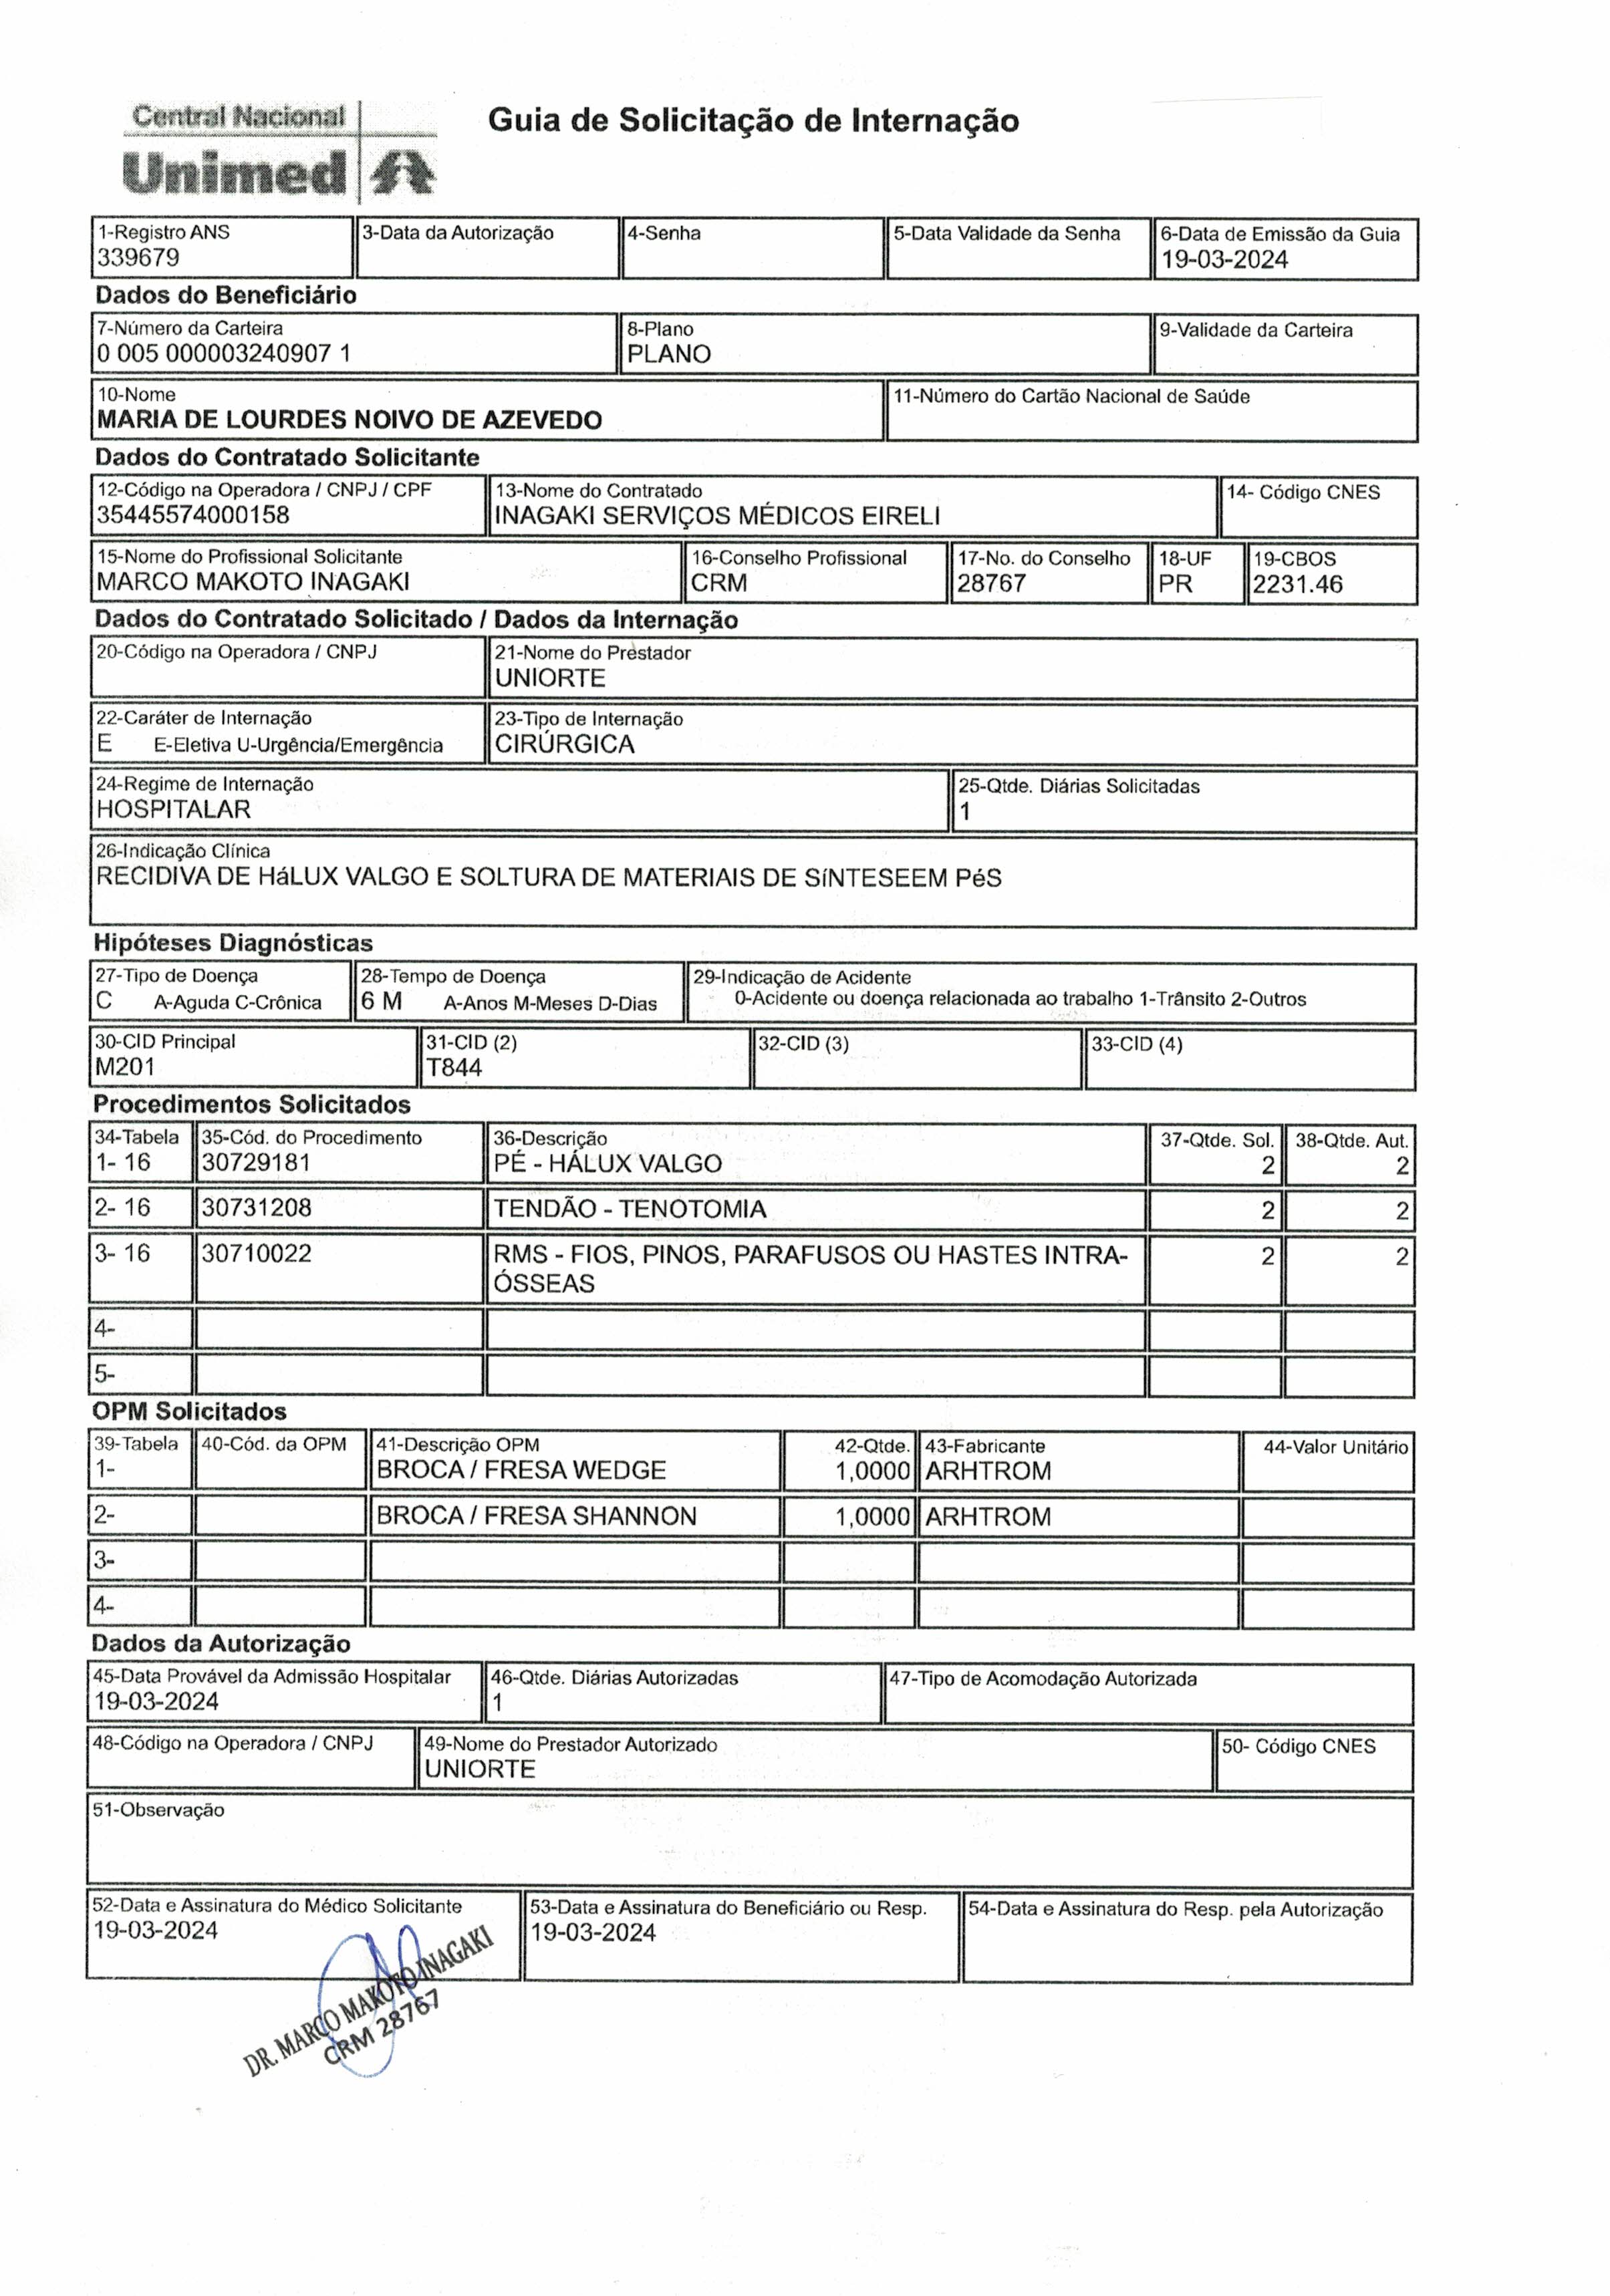 Central Nacional
Unimed
Guia de Solicitação de Internação
1-Registro ANS 3-Data da Autorização 4-Senha 5-Data Validade da Senha 6-Data de Emissão da Guia
339679 19-03-2024
Dados do Beneficiário
7-Número da Carteira 8-Plano 9-Validade da Carteira
0 005 000003240907 1 PLANO
10-Nome 11-Número do Cartão Nacional de Saúde
MARIA DE LOURDES NOIVO DE AZEVEDO
Dados do Contratado Solicitante
12-Código na Operadora / CNPJ / CPF 13-Nome do Contratado 14- Código CNES
35445574000158 INAGAKI SERVIÇOS MÉDICOS EIRELI
15-Nome do Profissional Solicitante 16-Conselho Profissional 17-No. do Conselho 18-UF 19-CBOS
MARCO MAKOTO INAGAKI CRM 28767 PR 2231.46
Dados do Contratado Solicitado / Dados da Internação
20-Código na Operadora / CNPJ 21-Nome do Prestador
UNIORTE
22-Caráter de Internação 23-Tipo de Internação
E E-Eletiva U-Urgência/Emergência CIRÚRGICA
24-Regime de Internação 25-Qtde. Diárias Solicitadas
HOSPITALAR 1
26-Indicação Clínica
RECIDIVA DE HáLUX VALGO E SOLTURA DE MATERIAIS DE SíNTESEEM PéS
Hipóteses Diagnósticas
27-Tipo de Doença 28-Tempo de Doença 29-Indicação de Acidente
C A-Aguda C-Crônica 6 M A-Anos M-Meses D-Dias 0-Acidente ou doença relacionada ao trabalho 1-Trânsito 2-Outros
30-CID Principal 31-CID (2) 32-CID (3) 33-CID (4)
M201 T844
Procedimentos Solicitados
34-Tabela 35-Cód. do Procedimento 36-Descrição 37-Qtde. Sol. 38-Qtde. Aut.
1- 16 30729181 PÉ - HÁLUX VALGO 2 2
2- 16 30731208 TENDÃO - TENOTOMIA 2 2
3- 16 30710022 RMS - FIOS, PINOS, PARAFUSOS OU HASTES INTRA- 2 2
ÓSSEAS
4-
5-
OPM Solicitados
39-Tabela 40-Cód. da OPM 41-Descrição OPM 42-Qtde. 43-Fabricante 44-Valor Unitário
1- BROCA / FRESA WEDGE 1,0000 ARHTROM
2- BROCA / FRESA SHANNON 1,0000 ARHTROM
3-
4-
Dados da Autorização
45-Data Provável da Admissão Hospitalar 46-Qtde. Diárias Autorizadas 47-Tipo de Acomodação Autorizada
19-03-2024 1
48-Código na Operadora / CNPJ 49-Nome do Prestador Autorizado 50- Código CNES
UNIORTE
51-Observação
52-Data e Assinatura do Médico Solicitante 53-Data e Assinatura do Beneficiário ou Resp. 54-Data e Assinatura do Resp. pela Autorização
19-03-2024 19-03-2024
DR. MARCO MAKOTO INAGAKI
CRM 28767